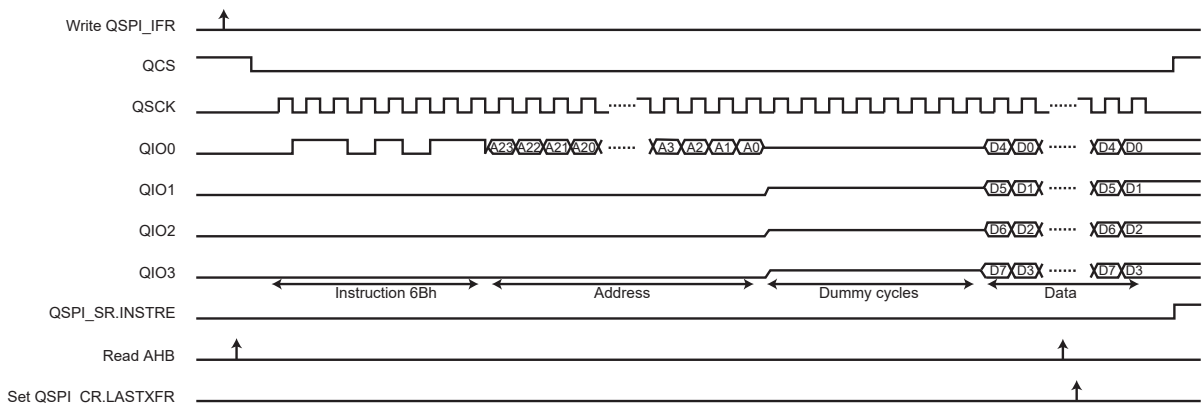 Write QSPI_IFR
QCS
QSCK
QIO0 A23 A22 A21 A20 A3 A2 A1 A0 D4 D0 D4 D0
QIO1 D5 D1 D5 D1
QIO2 D6 D2 D6 D2
QIO3 D7 D3 D7 D3
Instruction 6Bh Address Dummy cycles Data
QSPI_SR.INSTRE
Read AHB
Set QSPI_CR.LASTXFR